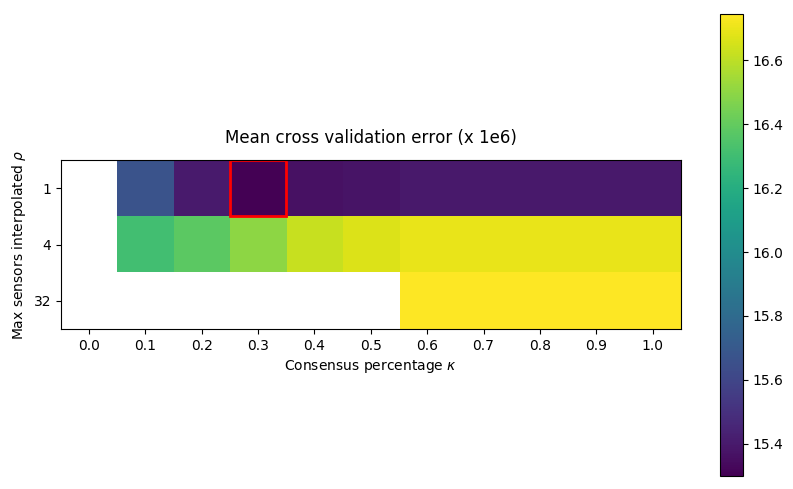 Mean cross validation error (x 1e6)
Max sensors interpolated ρ
1
4
32
0.0 0.1 0.2 0.3 0.4 0.5 0.6 0.7 0.8 0.9 1.0
Consensus percentage κ
16.6
16.4
16.2
16.0
15.8
15.6
15.4